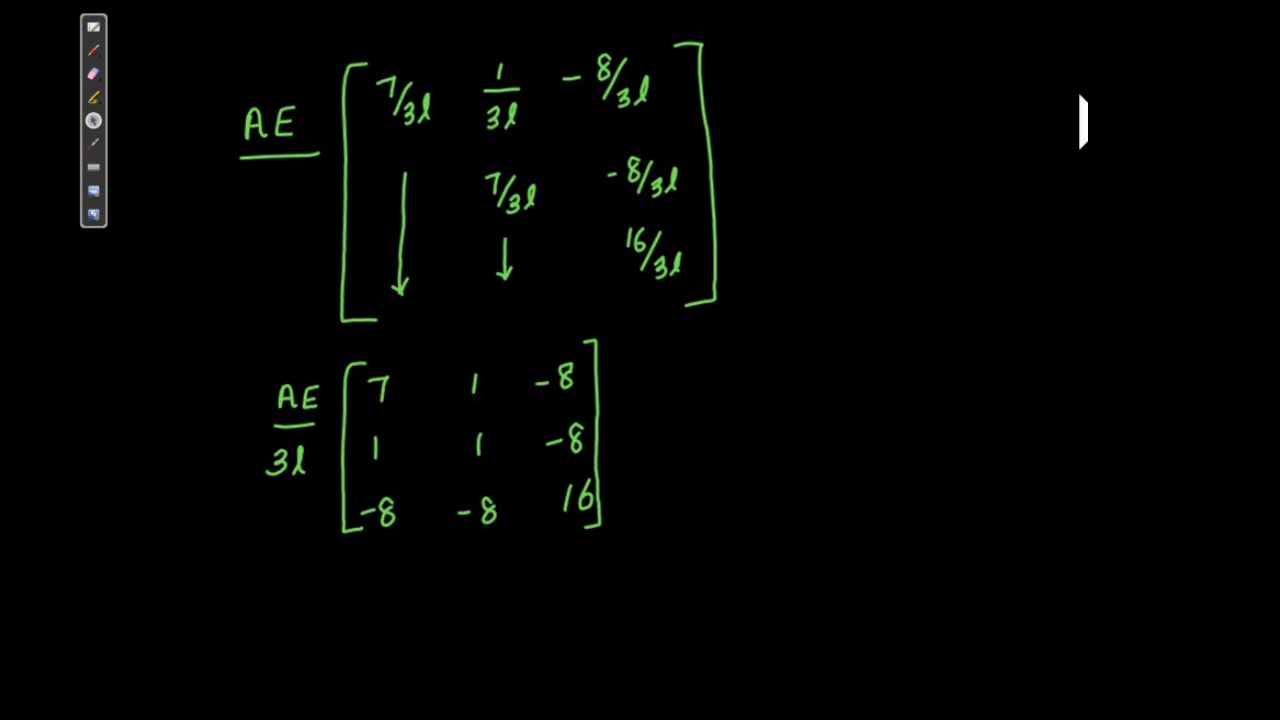 AE [ 7/3l 1/3l -8/3l
7/3l -8/3l
16/3l ]
AE/3l [ 7 1 -8
1 1 -8
-8 -8 16 ]